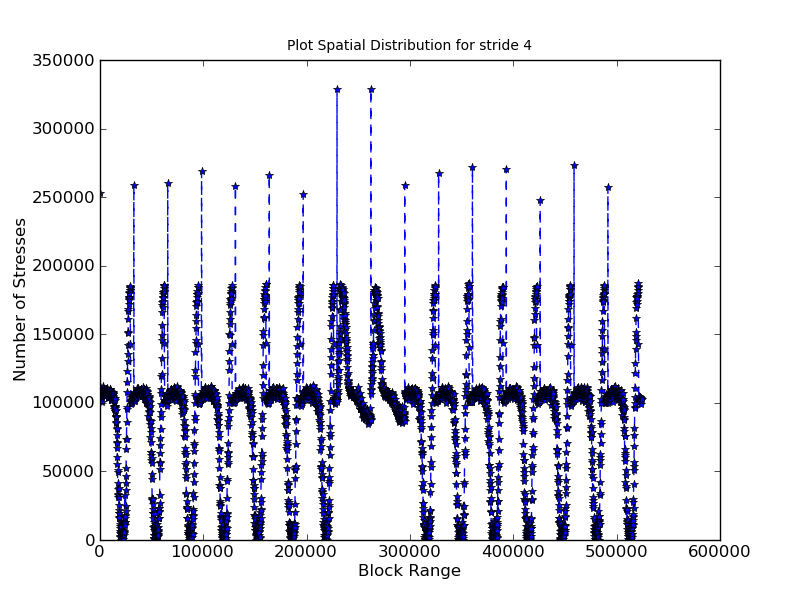 Plot Spatial Distribution for stride 4
350000
300000
250000
200000
150000
100000
50000
0
Number of Stresses
0 100000 200000 300000 400000 500000 600000
Block Range